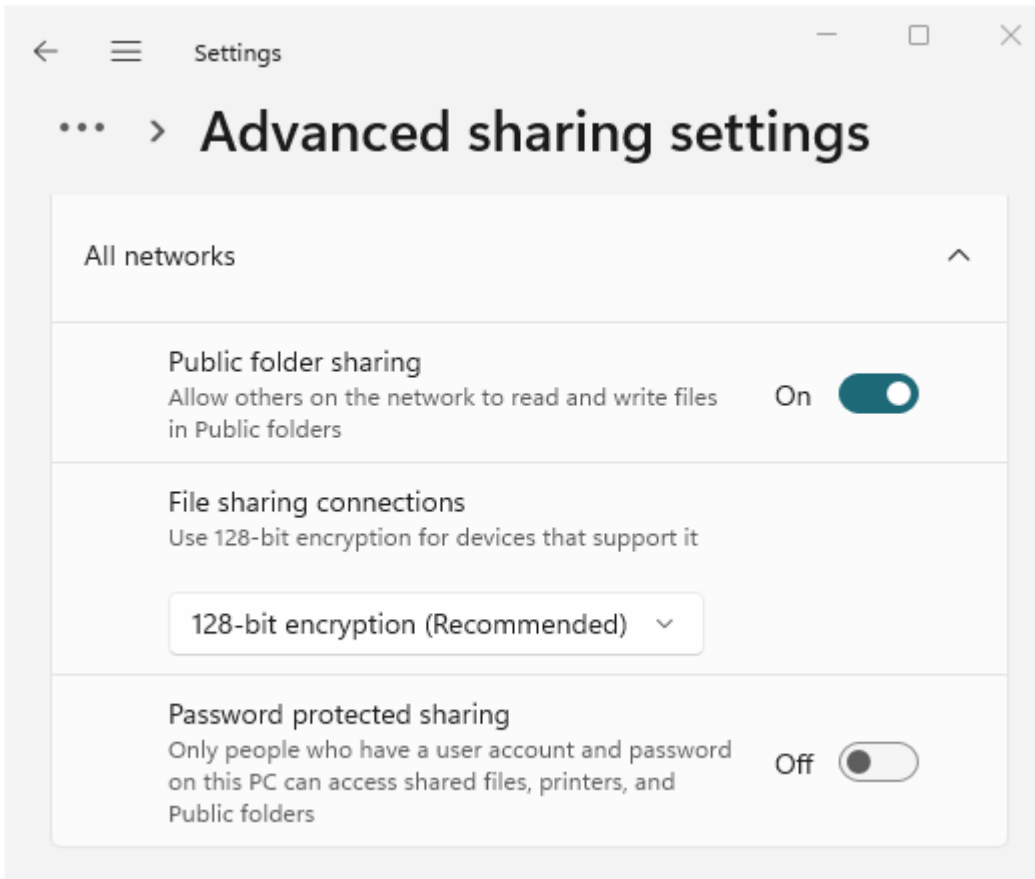 Settings
••• > Advanced sharing settings
All networks
Public folder sharing
Allow others on the network to read and write files
in Public folders
On
File sharing connections
Use 128-bit encryption for devices that support it
128-bit encryption (Recommended)
Password protected sharing
Only people who have a user account and password
on this PC can access shared files, printers, and
Public folders
Off